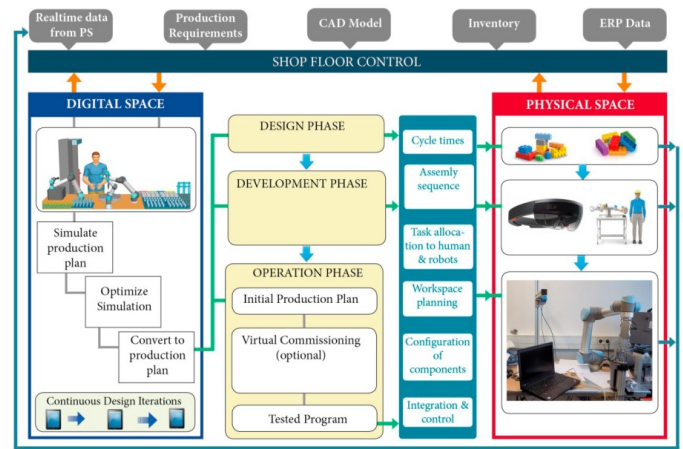 Realtime data
from PS
Production
Requirements
CAD Model
Inventory
ERP Data
SHOP FLOOR CONTROL
DIGITAL SPACE
Simulate
production
plan
Optimize
Simulation
Convert to
production
plan
Continuous Design Iterations
DESIGN PHASE
DEVELOPMENT PHASE
OPERATION PHASE
Initial Production Plan
Virtual Commissioning
(optional)
Tested Program
Cycle times
Assemly
sequence
Task alloca-
tion to human
& robots
Workspace
planning
Configuration
of
components
Integration &
control
PHYSICAL SPACE